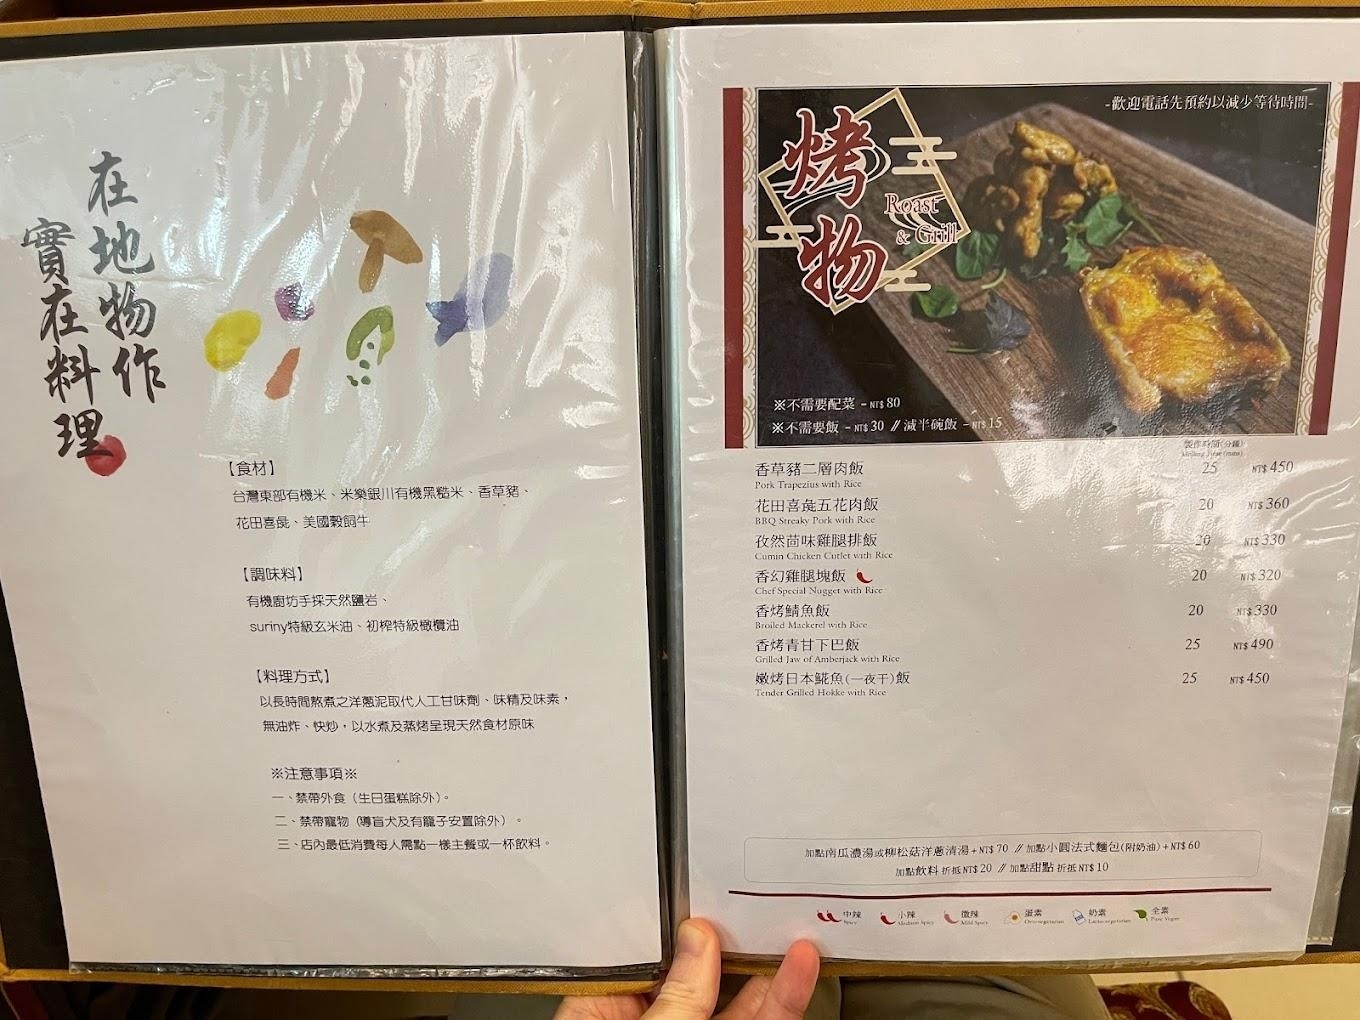 在地物作
實在料理
【食材】
台灣東部有機米、米樂銀川有機黑糙米、香草豬、
花田喜彘、美國穀飼牛
【調味料】
有機廚坊手採天然鹽岩、
suriny特級玄米油、初榨特級橄欖油
【料理方式】
以長時間熬煮之洋蔥泥取代人工甘味劑、味精及味素，
無油炸、快炒，以水煮及蒸烤呈現天然食材原味
※注意事項※
一、禁帶外食（生日蛋糕除外）。
二、禁帶寵物（導盲犬及有籠子安置除外）。
三、店內最低消費每人需點一樣主餐或一杯飲料。
-歡迎電話先預約以減少等待時間-
烤物
Roast
& Grill
※不需要配菜 - NT$ 80
※不需要飯 - NT$ 30 // 減半碗飯 - NT$ 15
製作時間(分鐘)
香草豬二層肉飯 25 NT$ 450
Pork Trapezius with Rice
花田喜彘五花肉飯 20 NT$ 360
BBQ Streaky Pork with Rice
孜然茴味雞腿排飯 20 NT$ 330
Cumin Chicken Cutlet with Rice
香幻雞腿塊飯 20 NT$ 320
Chef Special Nugget with Rice
香烤鯖魚飯 20 NT$ 330
Broiled Mackerel with Rice
香烤青甘下巴飯 25 NT$ 490
Grilled Jaw of Amberjack with Rice
嫩烤日本鯱魚(一夜干)飯 25 NT$ 450
Tender Grilled Hokke with Rice
加點南瓜濃湯或柳松菇洋蔥清湯+NT$ 70 // 加點小圓法式麵包(附奶油)+NT$ 60
加點飲料 折抵NT$ 20 // 加點甜點 折抵NT$ 10
中辣 小辣 微辣 蛋素 奶素 全素
Spicy Medium Spicy Mild Spicy Ovo-vegetarian Lacto-vegetarian Pure Vegan